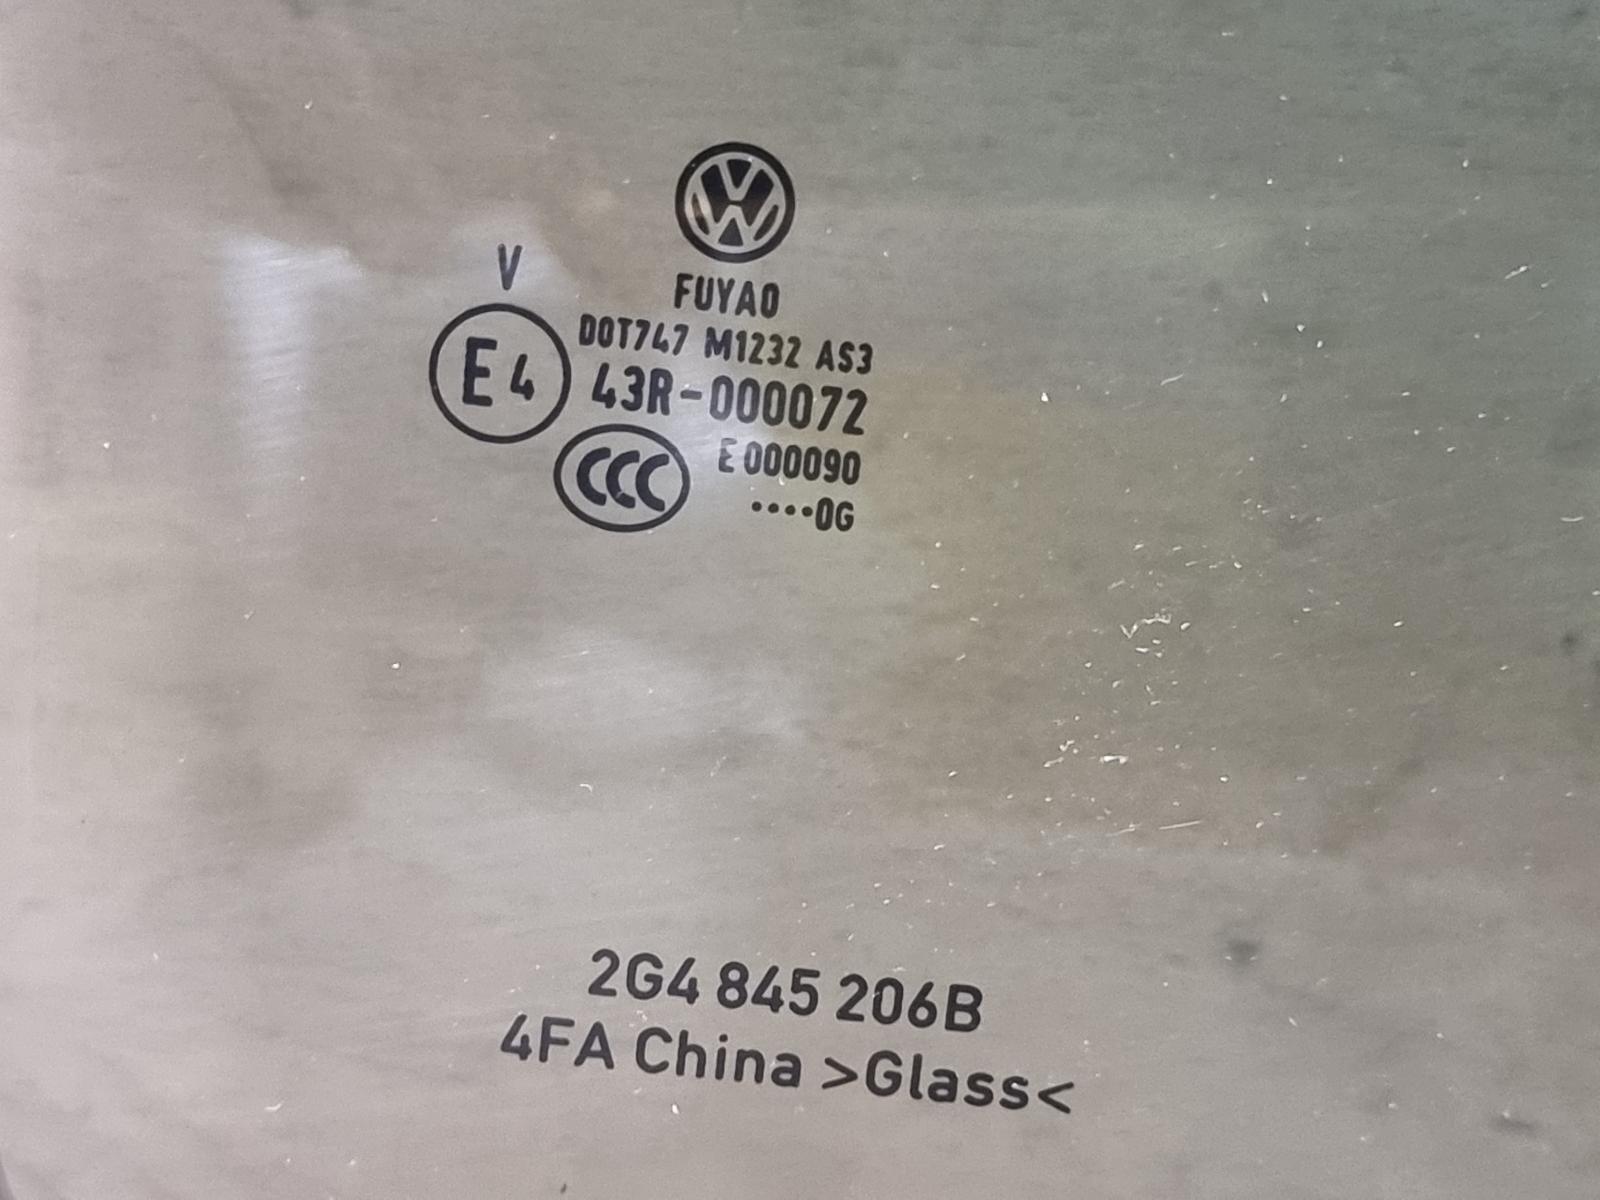 V
FUYAO
DOT747 M1232 AS3
E4 43R-000072
CCC E000090
····0G
2G4 845 206B
4FA China >Glass<